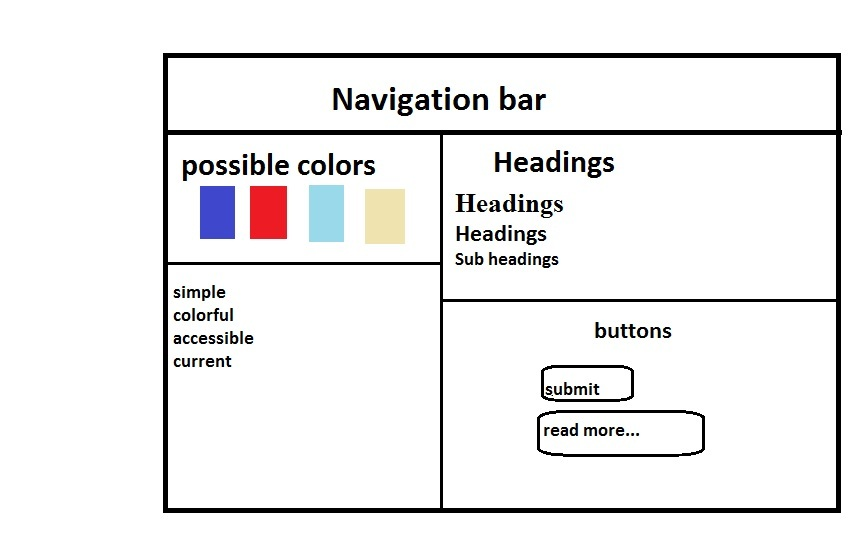 Navigation bar
possible colors
simple
colorful
accessible
current
Headings
Headings
Headings
Sub headings
buttons
submit
read more...